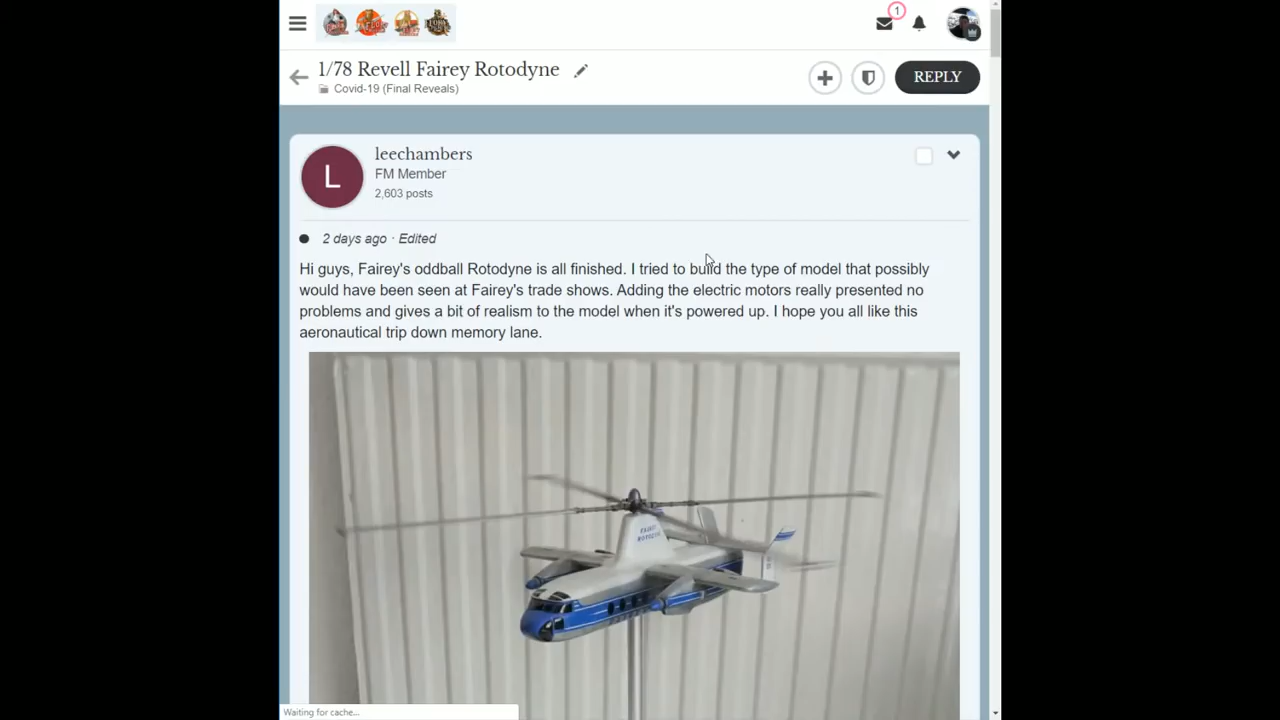 1
1/78 Revell Fairey Rotodyne
Covid-19 (Final Reveals)
REPLY
L
leechambers
FM Member
2,603 posts
2 days ago · Edited
Hi guys, Fairey's oddball Rotodyne is all finished. I tried to build the type of model that possibly
would have been seen at Fairey's trade shows. Adding the electric motors really presented no
problems and gives a bit of realism to the model when it's powered up. I hope you all like this
aeronautical trip down memory lane.
FAIREY
ROTODYNE
Waiting for cache...